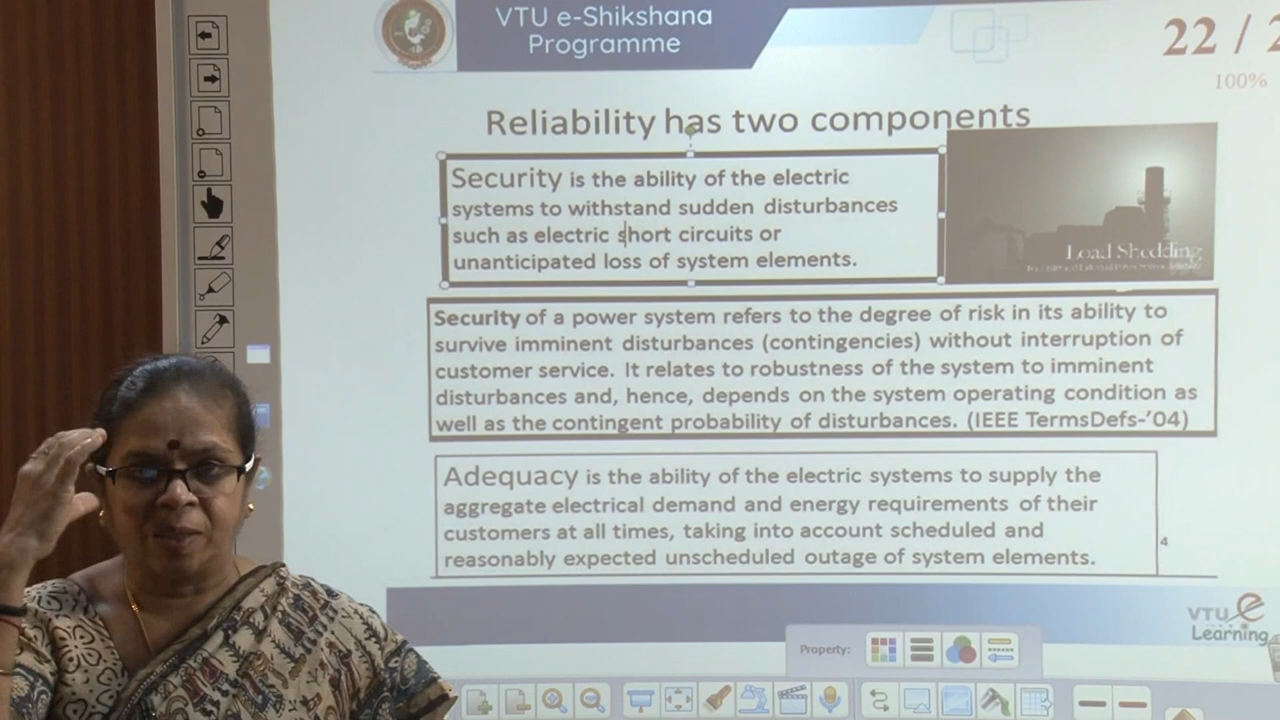 VTU e-Shikshana
Programme
22 / 2
100%
Reliability has two components
Security is the ability of the electric
systems to withstand sudden disturbances
such as electric short circuits or
unanticipated loss of system elements.
Load Shedding
Security of a power system refers to the degree of risk in its ability to
survive imminent disturbances (contingencies) without interruption of
customer service. It relates to robustness of the system to imminent
disturbances and, hence, depends on the system operating condition as
well as the contingent probability of disturbances. (IEEE TermsDefs-’04)
Adequacy is the ability of the electric systems to supply the
aggregate electrical demand and energy requirements of their
customers at all times, taking into account scheduled and
reasonably expected unscheduled outage of system elements.
4
VTU e
Learning
Property: